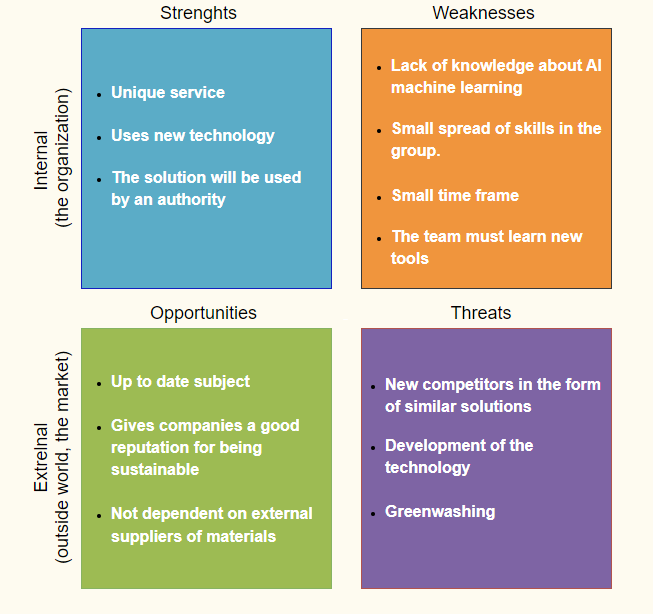 Strenghts
Weaknesses
Internal
(the organization)
Unique service
Uses new technology
The solution will be used
by an authority
Lack of knowledge about AI
machine learning
Small spread of skills in the
group.
Small time frame
The team must learn new
tools
Opportunities
Threats
Extrelnal
(outside world, the market)
Up to date subject
Gives companies a good
reputation for being
sustainable
Not dependent on external
suppliers of materials
New competitors in the form
of similar solutions
Development of the
technology
Greenwashing